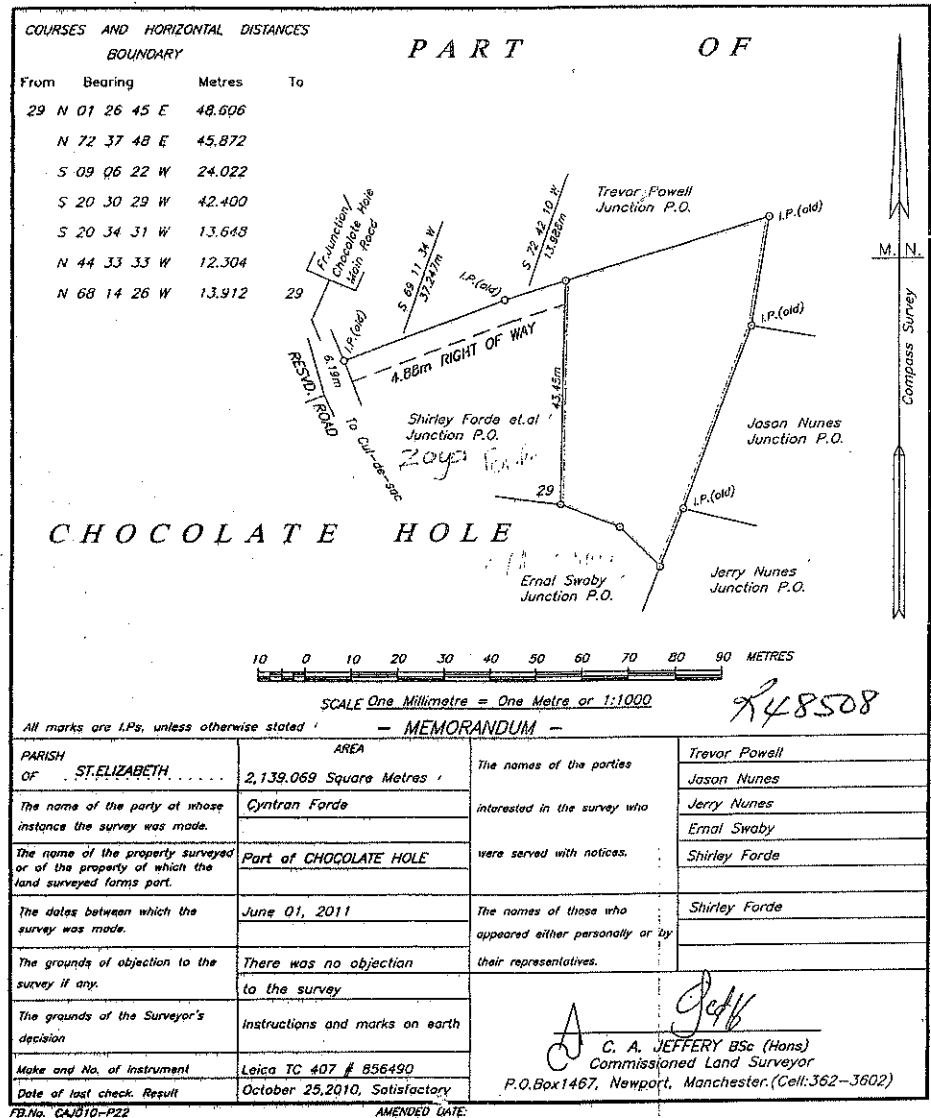 COURSES AND HORIZONTAL DISTANCES
BOUNDARY
From Bearing Metres To
29 N 01 26 45 E 48.606
N 72 37 48 E 45.872
S 09 06 22 W 24.022
S 20 30 29 W 42.400
S 20 34 31 W 13.648
N 44 33 33 W 12.304
N 68 14 26 W 13.912 29
PART OF
Trevor Powell
Junction P.O.
I.P.(old)
S 72 42 10 W
13.986m
I.P.(old)
S 69 11 34 W
37.247m
Fr.Junction/
Chocolate Hole
Main Road
I.P.(old)
6.19m
RESVD. ROAD
To Cul-de-sac
4.88m RIGHT OF WAY
43.45m
I.P.(old)
M. N.
Compass Survey
Shirley Forde et.al
Junction P.O.
Zoya Forde
Jason Nunes
Junction P.O.
29
I.P.(old)
CHOCOLATE HOLE
Ernal Swaby
Junction P.O.
Jerry Nunes
Junction P.O.
10 0 10 20 30 40 50 60 70 80 90 METRES
SCALE One Millimetre = One Metre or 1:1000
R48508
All marks are I.Ps, unless otherwise stated
– MEMORANDUM –
PARISH
OF ST.ELIZABETH
AREA
2,139.069 Square Metres
The name of the party at whose
instance the survey was made.
Cyntran Forde
The name of the property surveyed
or of the property of which the
land surveyed forms part.
Part of CHOCOLATE HOLE
The dates between which the
survey was made.
June 01, 2011
The grounds of objection to the
survey if any.
There was no objection
to the survey
The grounds of the Surveyor's
decision
Instructions and marks on earth
Make and No. of Instrument
Leica TC 407 # 856490
Date of last check. Result
October 25,2010, Satisfactory
The names of the parties
interested in the survey who
were served with notices.
Trevor Powell
Jason Nunes
Jerry Nunes
Ernal Swaby
Shirley Forde
The names of those who
appeared either personally or by
their representatives.
Shirley Forde
C. A. JEFFERY BSc (Hons)
Commissioned Land Surveyor
P.O.Box1467, Newport, Manchester.(Cell:362-3602)
FB.No. CAJ010-P22
AMENDED DATE: